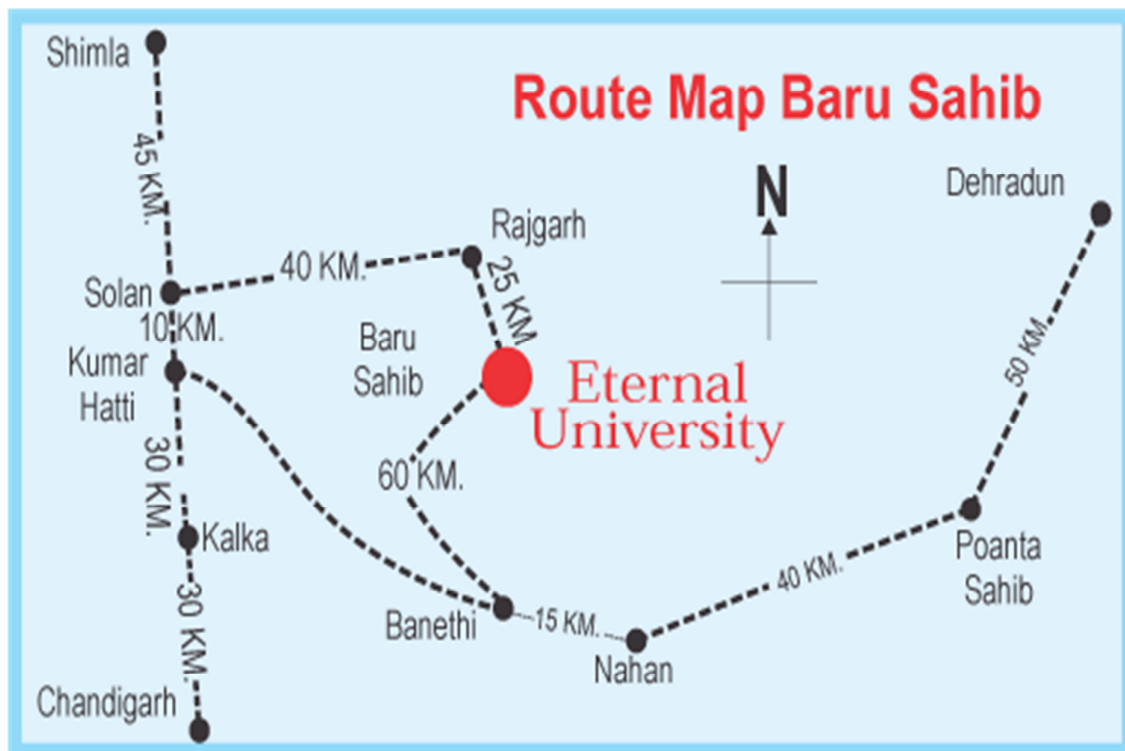 Shimla
Route Map Baru Sahib
45 KM.
N
Dehradun
Rajgarh
40 KM.
25 KM
Solan
10 KM.
Baru
Sahib
Kumar
Hatti
Eternal
University
50 KM.
30 KM.
60 KM.
Kalka
Poanta
Sahib
40 KM.
30 KM.
Banethi
15 KM.
Nahan
Chandigarh